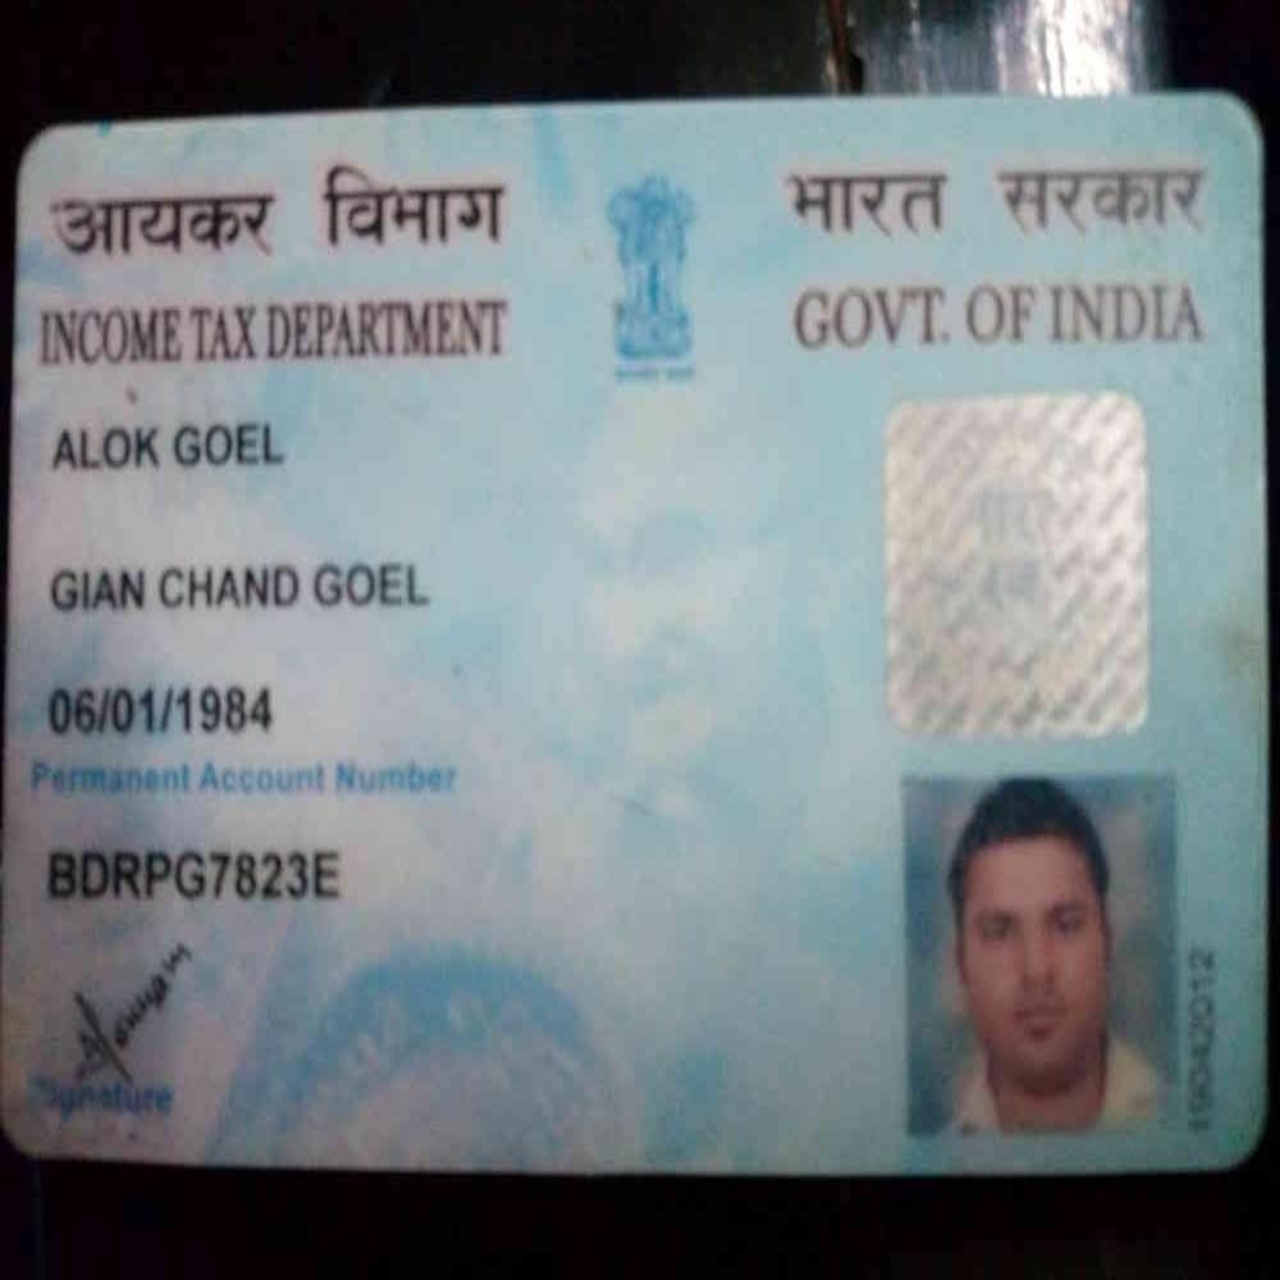 आयकर विभाग
भारत सरकार
INCOME TAX DEPARTMENT
GOVT. OF INDIA
ALOK GOEL
GIAN CHAND GOEL
06/01/1984
Permanent Account Number
BDRPG7823E
Signature
19042012